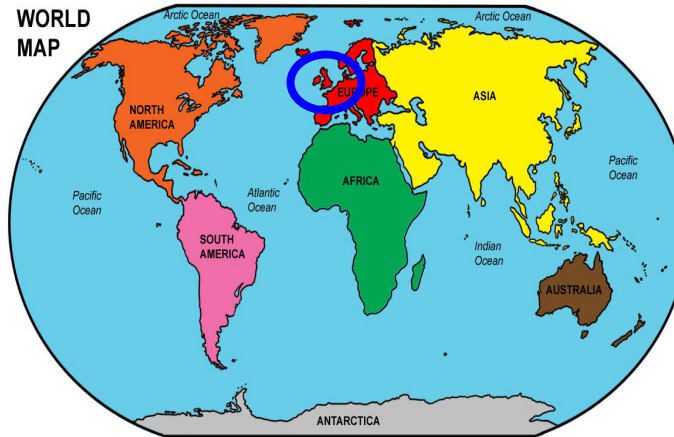 WORLD
MAP
Arctic Ocean
Arctic Ocean
NORTH
AMERICA
EUROPE
ASIA
Pacific
Ocean
Atlantic
Ocean
AFRICA
Pacific
Ocean
SOUTH
AMERICA
Indian
Ocean
AUSTRALIA
ANTARCTICA